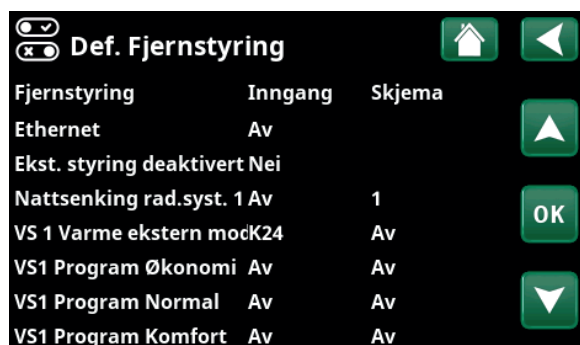 Def. Fjernstyring
Fjernstyring Inngang Skjema
Ethernet Av
Ekst. styring deaktivert Nei
Nattsenking rad.syst. 1 Av 1
VS 1 Varme ekstern mod K24 Av
VS1 Program Økonomi Av Av
VS1 Program Normal Av Av
VS1 Program Komfort Av Av
OK